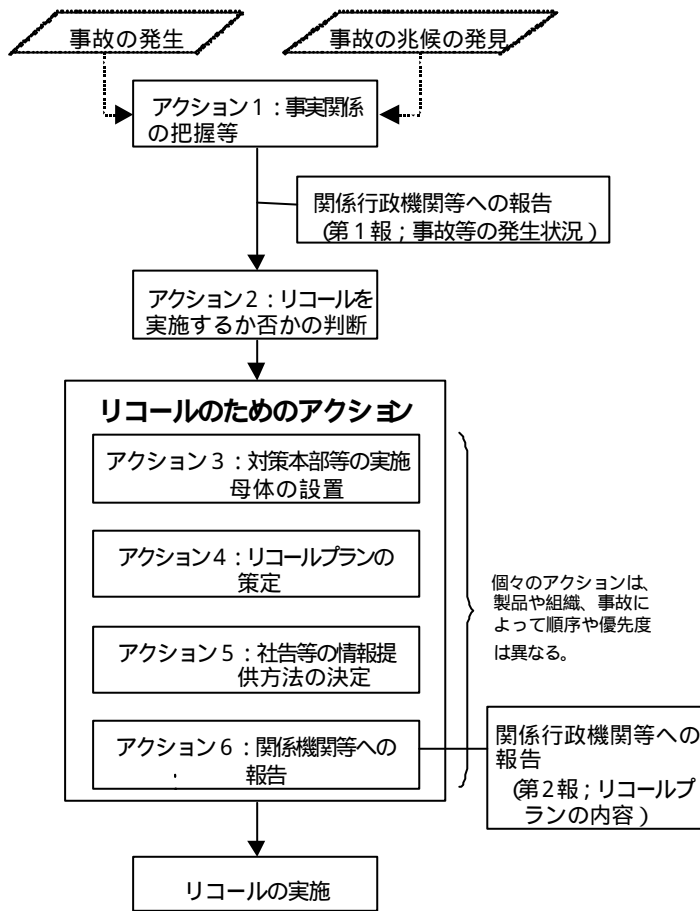 事故の発生
事故の兆候の発見
アクション１：事実関係
の把握等
関係行政機関等への報告
（第１報；事故等の発生状況）
アクション２：リコールを
実施するか否かの判断
リコールのためのアクション
アクション３：対策本部等の実施
母体の設置
アクション４：リコールプランの
策定
アクション５：社告等の情報提
供方法の決定
アクション６：関係機関等への
報告
個々のアクションは、
製品や組織、事故に
よって順序や優先度
は異なる。
関係行政機関等への
報告
（第２報；リコールプ
ランの内容）
リコールの実施